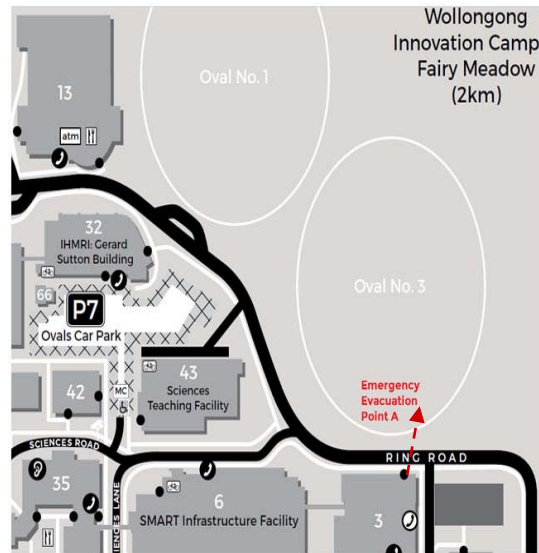 Wollongong
Innovation Camp
Fairy Meadow
(2km)
Oval No. 1
13
atm
32
IHMRI: Gerard
Sutton Building
66
P7
Ovals Car Park
Oval No. 3
43
Sciences
Teaching Facility
42
MC
Emergency
Evacuation
Point A
SCIENCES ROAD
RING ROAD
35
IENCES LANE
6
SMART Infrastructure Facility
3